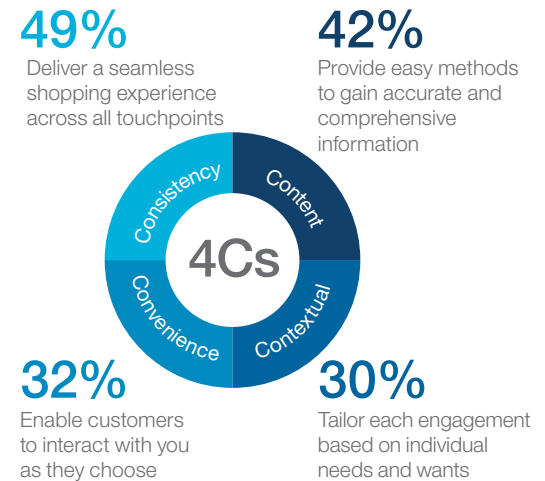 49%
Deliver a seamless
shopping experience
across all touchpoints
42%
Provide easy methods
to gain accurate and
comprehensive
information
Consistency
Content
4Cs
Convenience
Contextual
32%
Enable customers
to interact with you
as they choose
30%
Tailor each engagement
based on individual
needs and wants